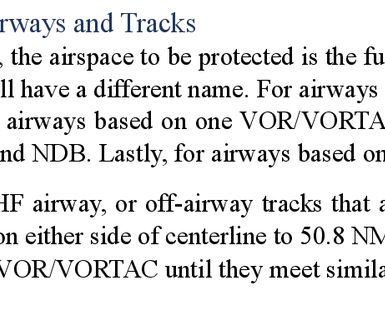 rways and Tracks
, the airspace to be protected is the fu
ll have a different name. For airways
airways based on one VOR/VORTA
nd NDB. Lastly, for airways based on
HF airway, or off-airway tracks that a
on either side of centerline to 50.8 NM
VOR/VORTAC until they meet simila